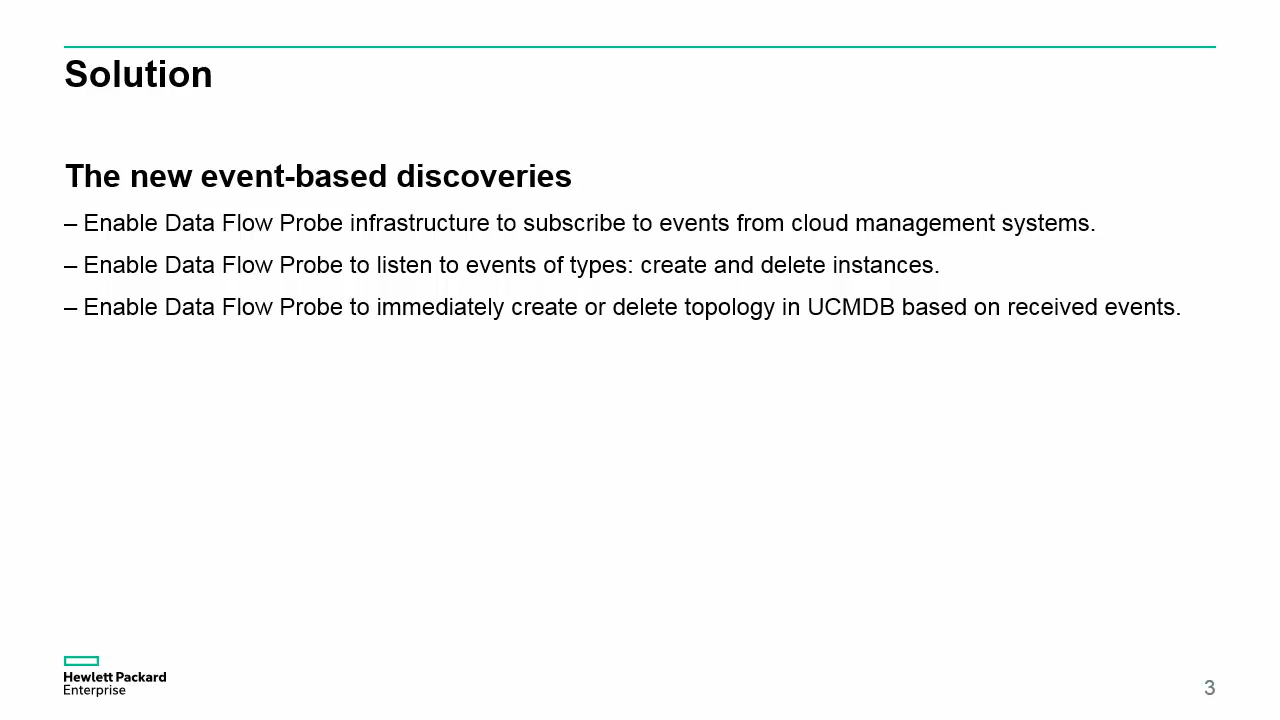 Solution
The new event-based discoveries
– Enable Data Flow Probe infrastructure to subscribe to events from cloud management systems.
– Enable Data Flow Probe to listen to events of types: create and delete instances.
– Enable Data Flow Probe to immediately create or delete topology in UCMDB based on received events.
Hewlett Packard
Enterprise
3